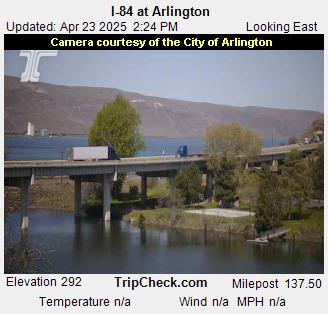 I-84 at Arlington
Updated: Apr 23 2025 2:24 PM Looking East
Camera courtesy of the City of Arlington
Elevation 292 TripCheck.com Milepost 137.50
Temperature n/a Wind n/a MPH n/a